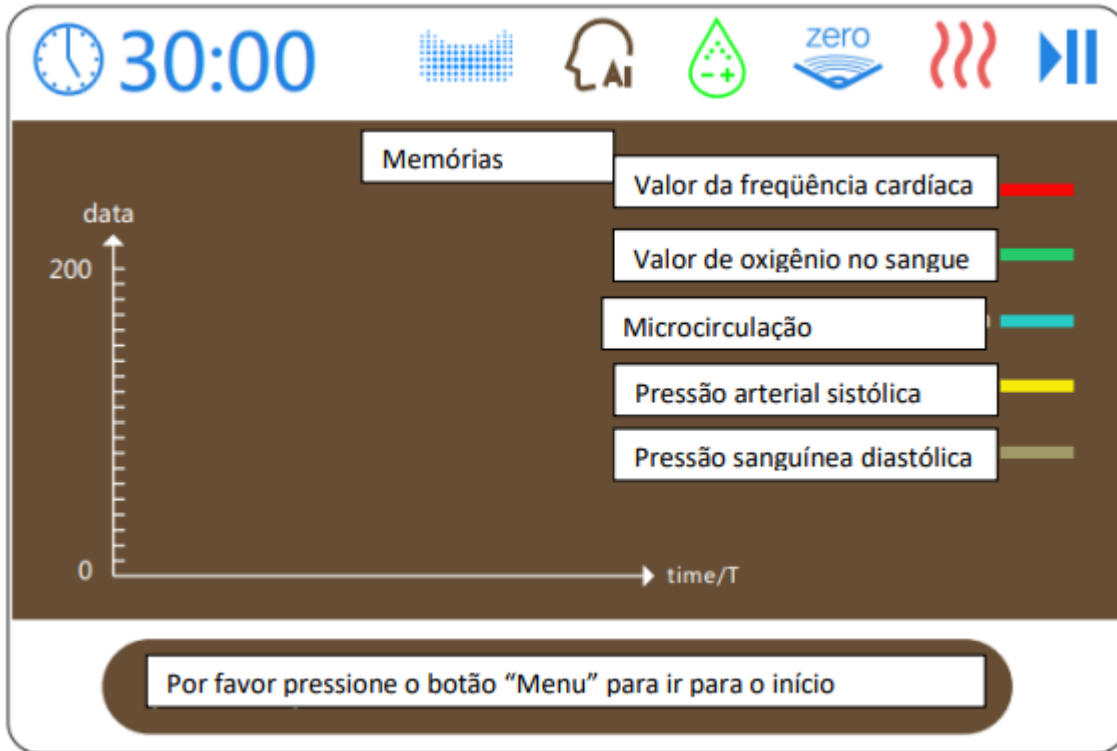 30:00
AI
- +
zero
Memórias
Valor da freqüência cardíaca
data
200
Valor de oxigênio no sangue
Microcirculação
Pressão arterial sistólica
Pressão sanguínea diastólica
0
time/T
Por favor pressione o botão “Menu” para ir para o início